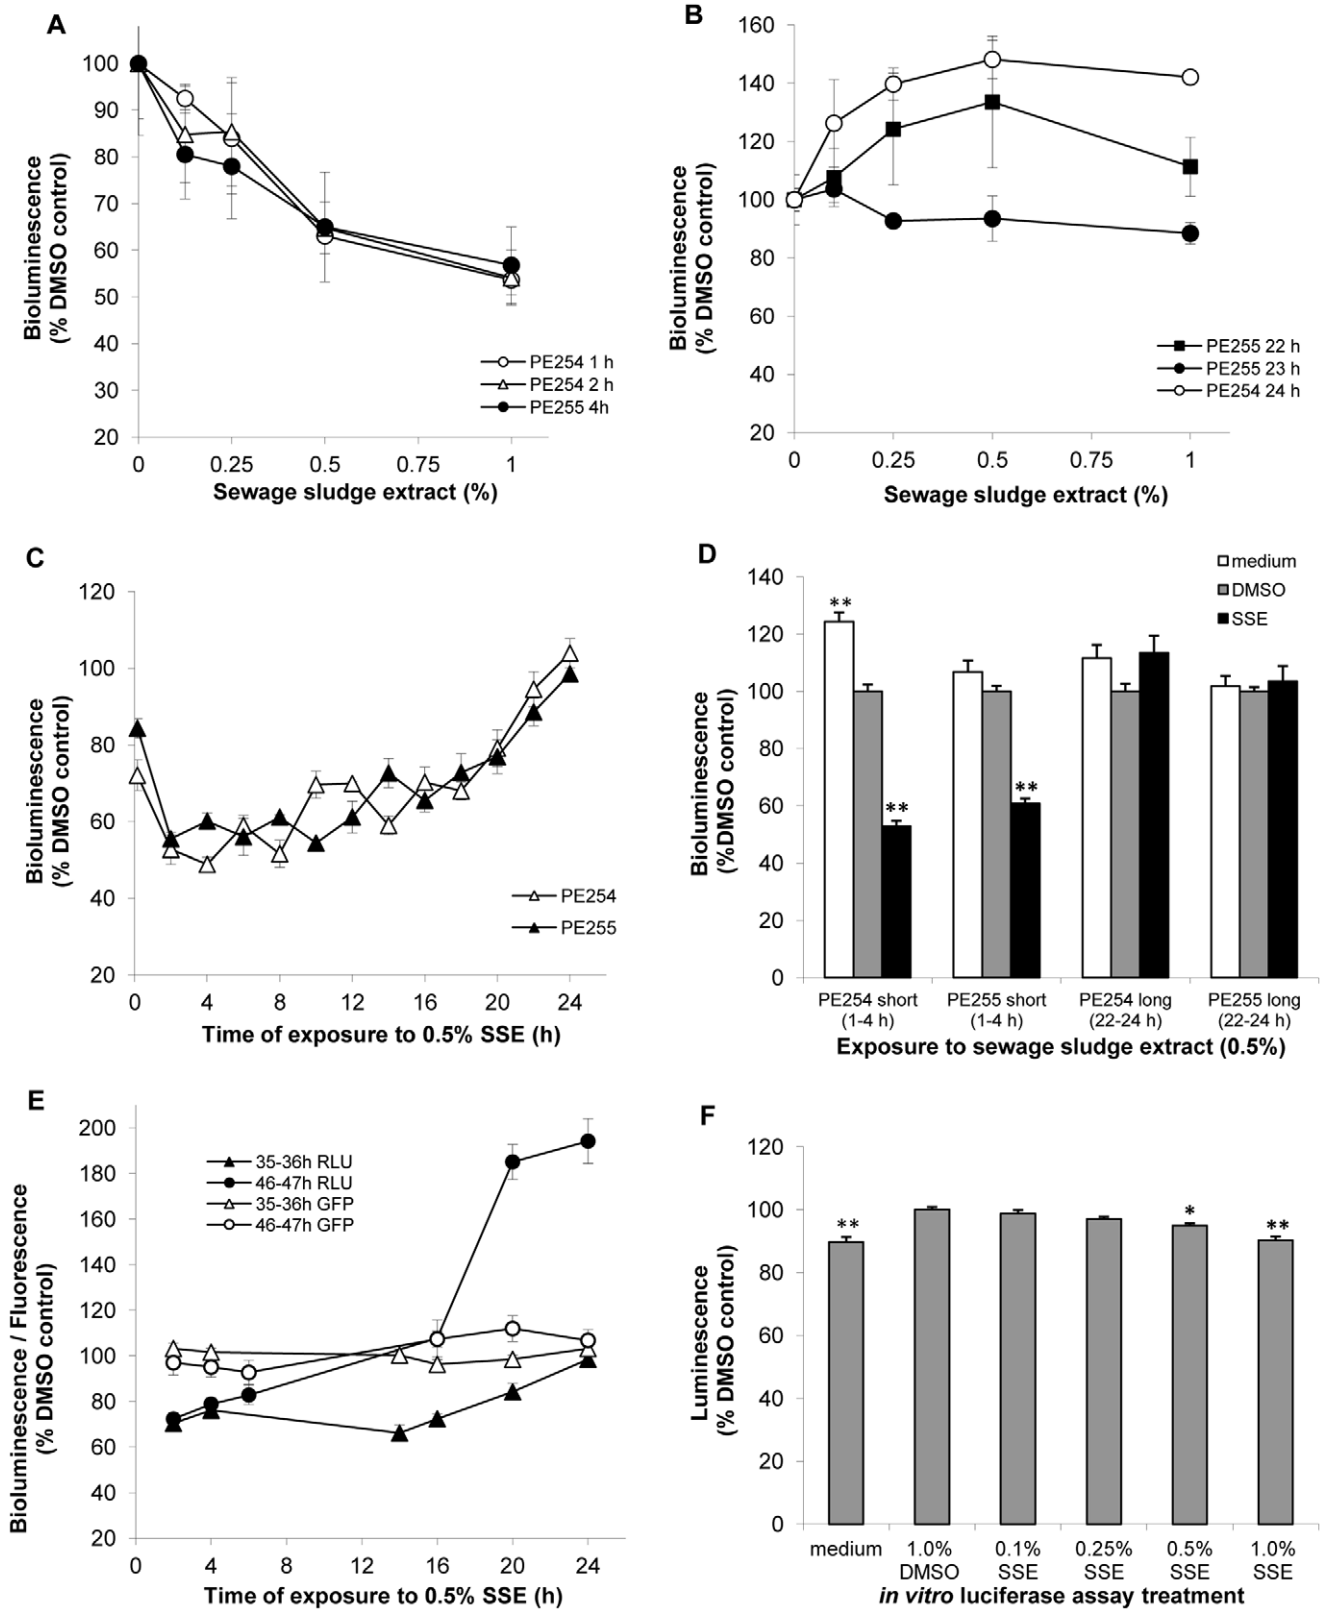 A
Bioluminescence
(% DMSO control)
100
90
80
70
60
50
40
30
20
PE254 1 h
PE254 2 h
PE255 4h
0 0.25 0.5 0.75 1
Sewage sludge extract (%)
B
Bioluminescence
(% DMSO control)
160
140
120
100
80
60
40
20
PE255 22 h
PE255 23 h
PE254 24 h
0 0.25 0.5 0.75 1
Sewage sludge extract (%)
C
Bioluminescence
(% DMSO control)
120
100
80
60
40
20
PE254
PE255
0 4 8 12 16 20 24
Time of exposure to 0.5% SSE (h)
D
Bioluminescence
(%DMSO control)
medium
DMSO
SSE
140
120
100
80
60
40
20
0
**
**
**
PE254 short PE255 short PE254 long PE255 long
(1-4 h) (1-4 h) (22-24 h) (22-24 h)
Exposure to sewage sludge extract (0.5%)
E
Bioluminescence / Fluorescence
(% DMSO control)
200
180
160
140
120
100
80
60
40
20
35-36h RLU
46-47h RLU
35-36h GFP
46-47h GFP
0 4 8 12 16 20 24
Time of exposure to 0.5% SSE (h)
F
Luminescence
(% DMSO control)
120
100
80
60
40
20
0
** * **
medium 1.0% 0.1% 0.25% 0.5% 1.0%
DMSO SSE SSE SSE SSE
in vitro luciferase assay treatment